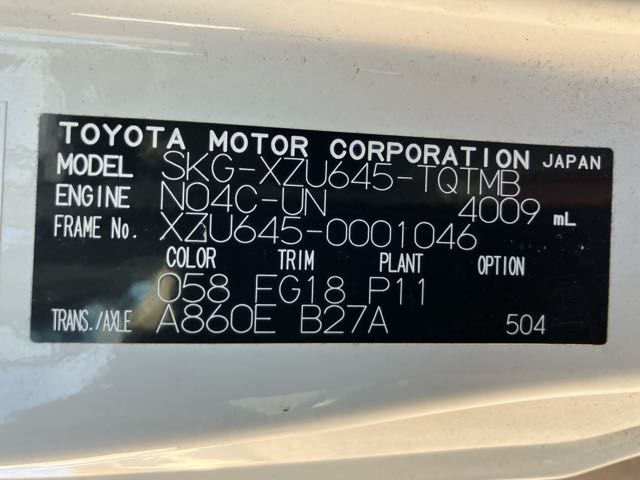 TOYOTA MOTOR CORPORATION JAPAN
MODEL SKG-XZU645-TQTMB
ENGINE N04C-UN 4009 mL
FRAME No. XZU645-0001046
COLOR TRIM PLANT OPTION
058 FG18 P11
TRANS./AXLE A860E B27A 504